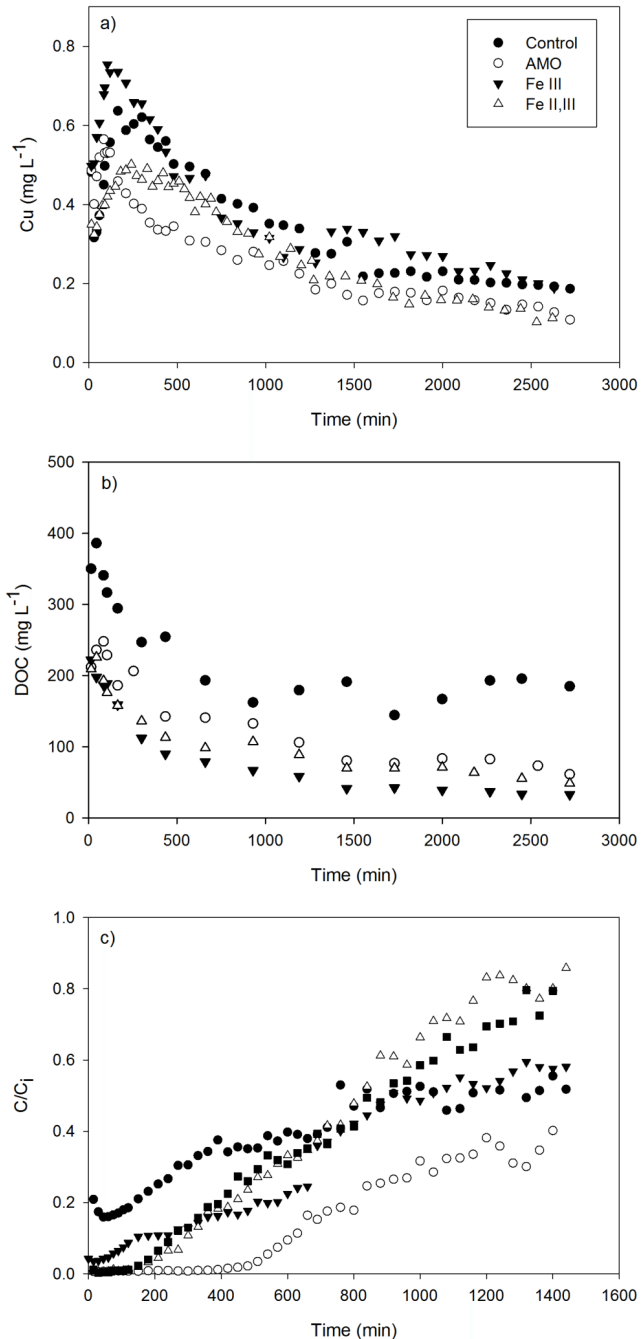 a)
0.8
0.6
0.4
0.2
0.0
Cu (mg L⁻¹)
Control
AMO
Fe III
Fe II,III
0 500 1000 1500 2000 2500 3000
Time (min)
b)
500
400
300
200
100
0
DOC (mg L⁻¹)
0 500 1000 1500 2000 2500 3000
Time (min)
c)
1.0
0.8
0.6
0.4
0.2
0.0
C/Cᵢ
0 200 400 600 800 1000 1200 1400 1600
Time (min)